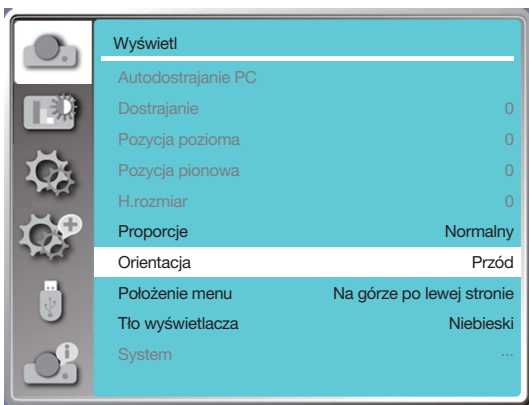 Wyświetl
Autodostrajanie PC
Dostrajanie 0
Pozycja pozioma 0
Pozycja pionowa 0
H.rozmiar 0
Proporcje Normalny
Orientacja Przód
Położenie menu Na górze po lewej stronie
Tło wyświetlacza Niebieski
System ...